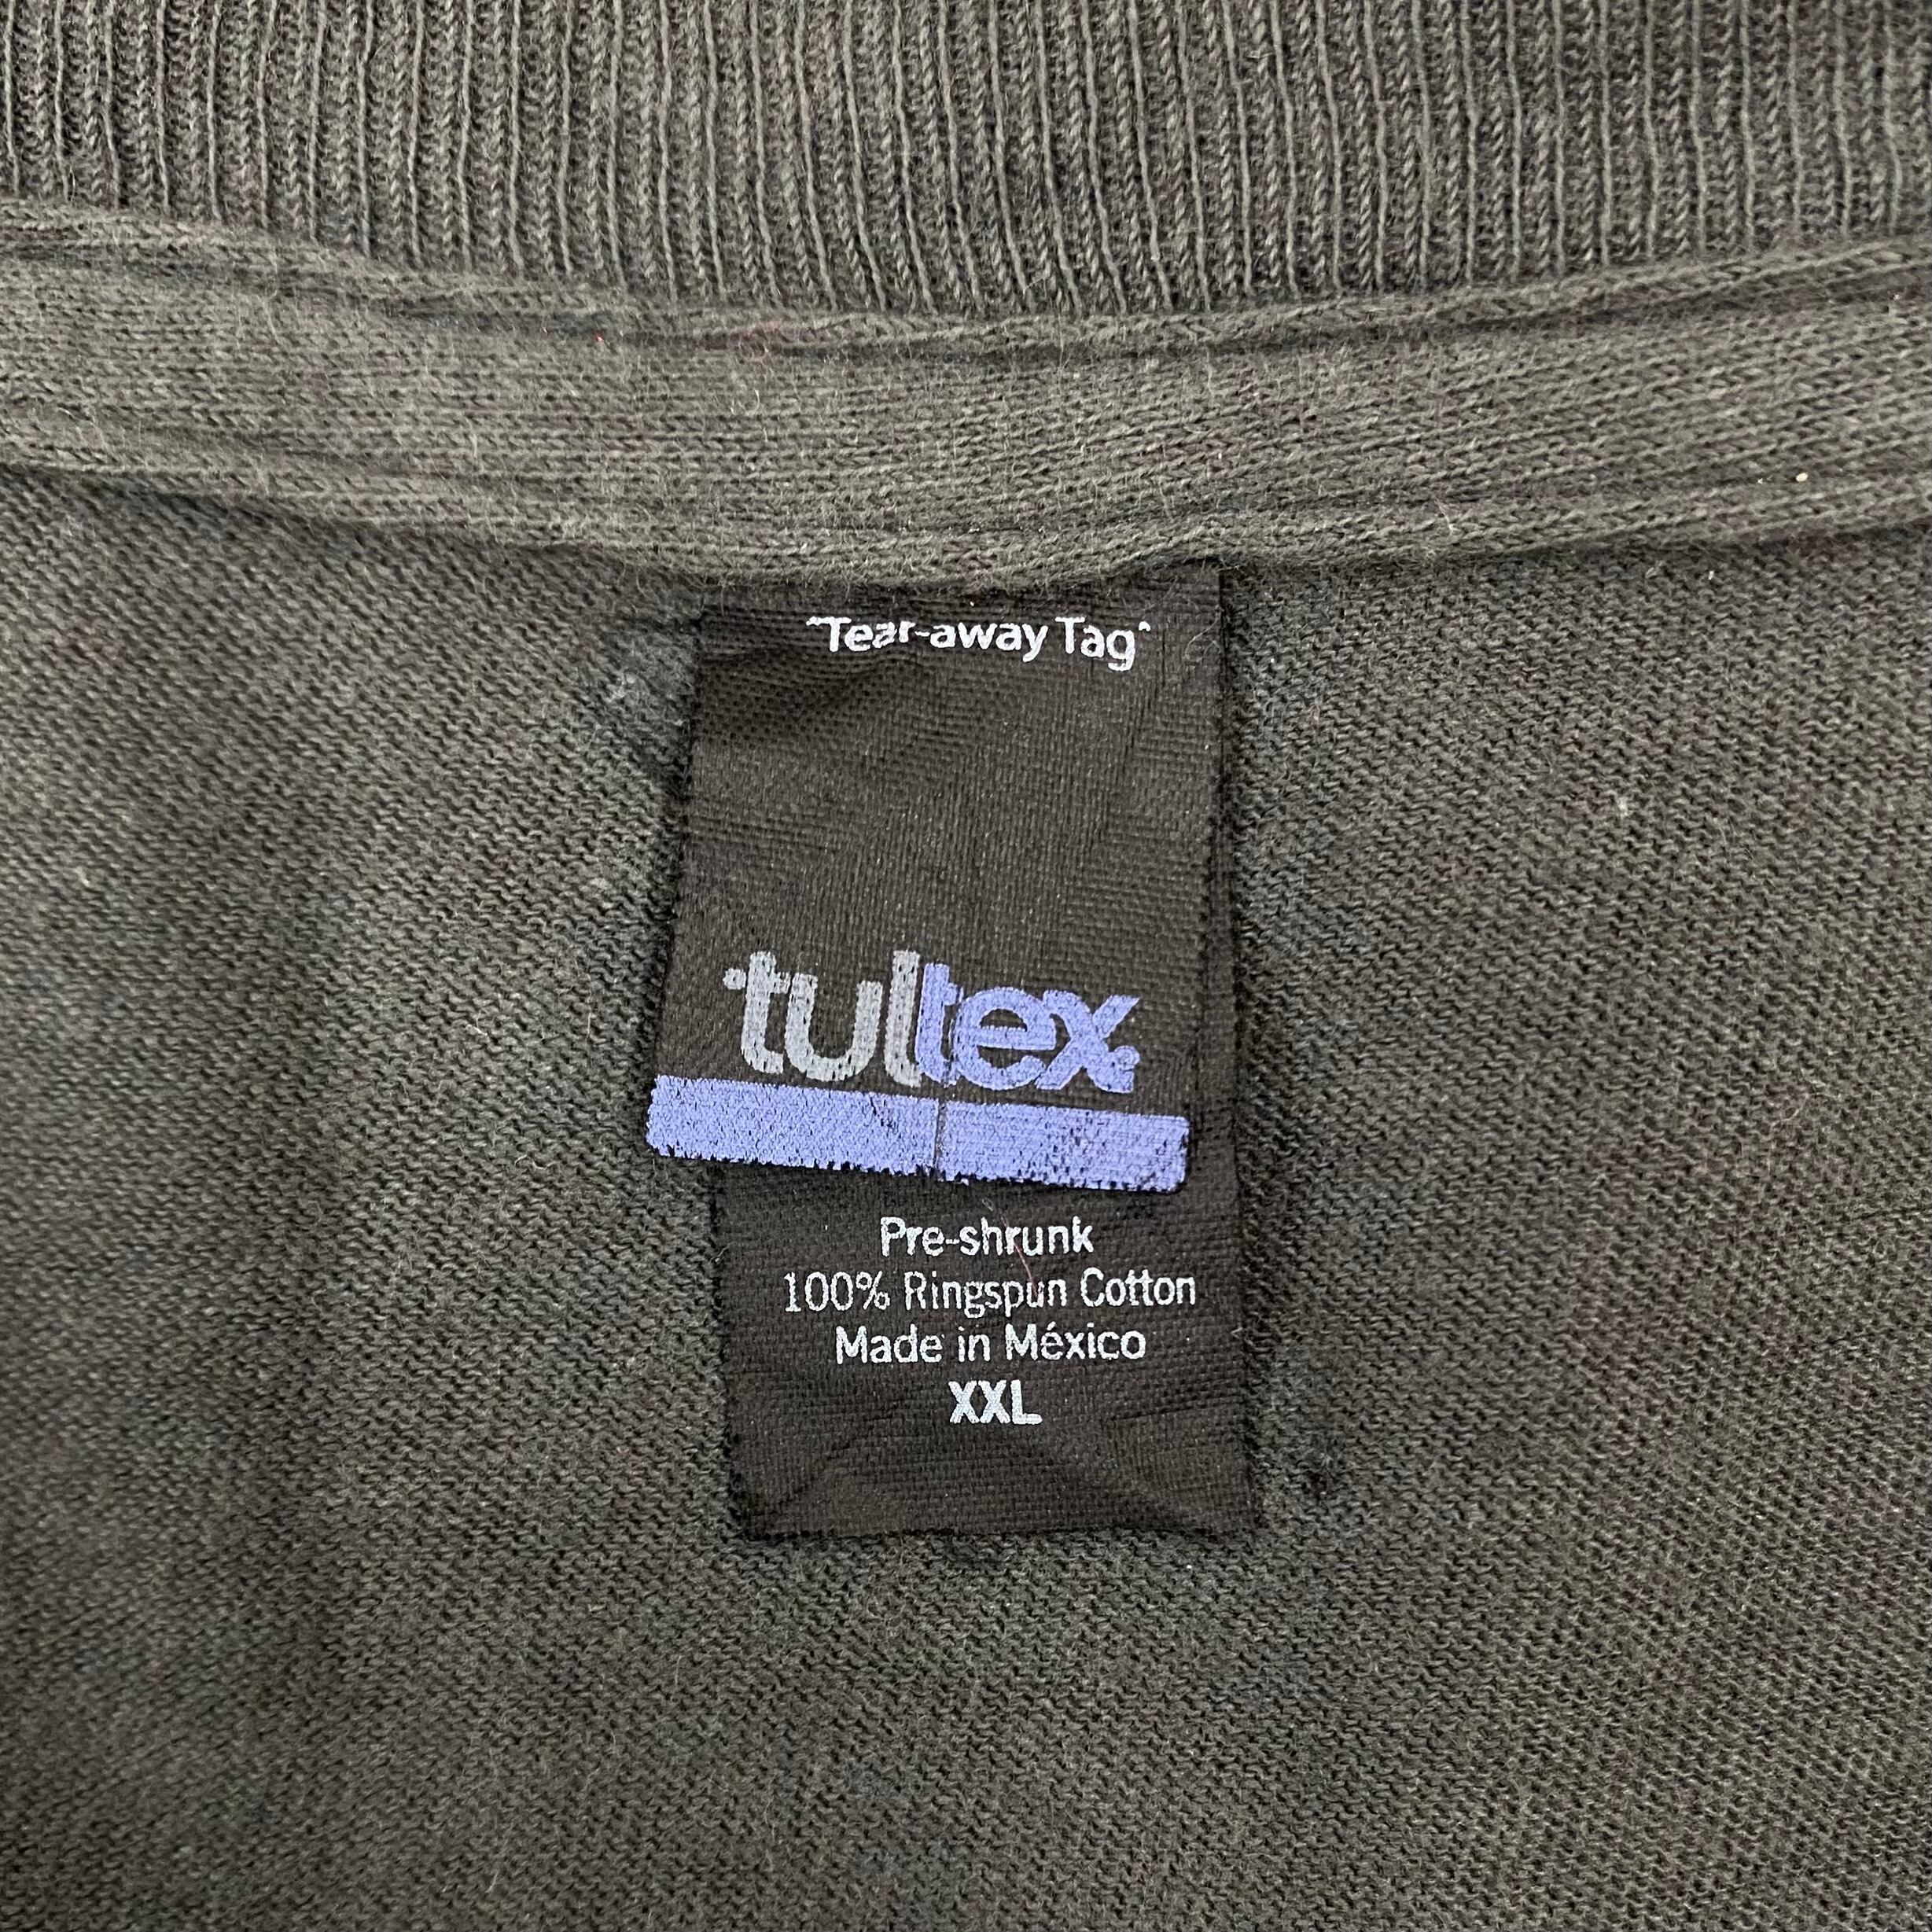 "Tear-away Tag"
tultex
Pre-shrunk
100% Ringspun Cotton
Made in México
XXL